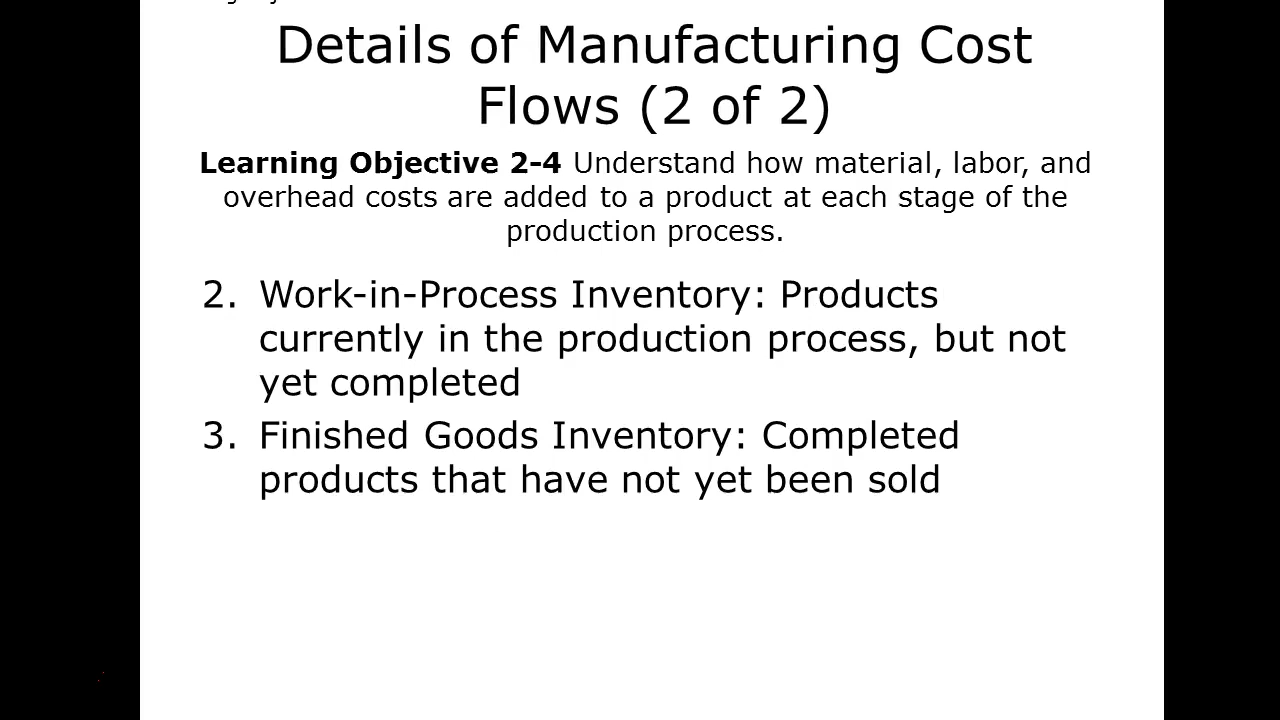 Details of Manufacturing Cost
Flows (2 of 2)
Learning Objective 2-4 Understand how material, labor, and
overhead costs are added to a product at each stage of the
production process.
2. Work-in-Process Inventory: Products
currently in the production process, but not
yet completed
3. Finished Goods Inventory: Completed
products that have not yet been sold